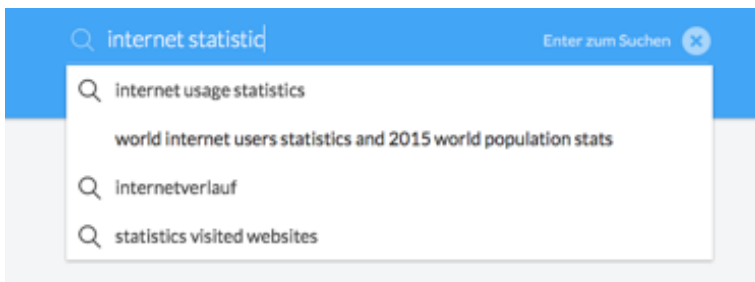 internet statistic
Enter zum Suchen
internet usage statistics
world internet users statistics and 2015 world population stats
internetverlauf
statistics visited websites